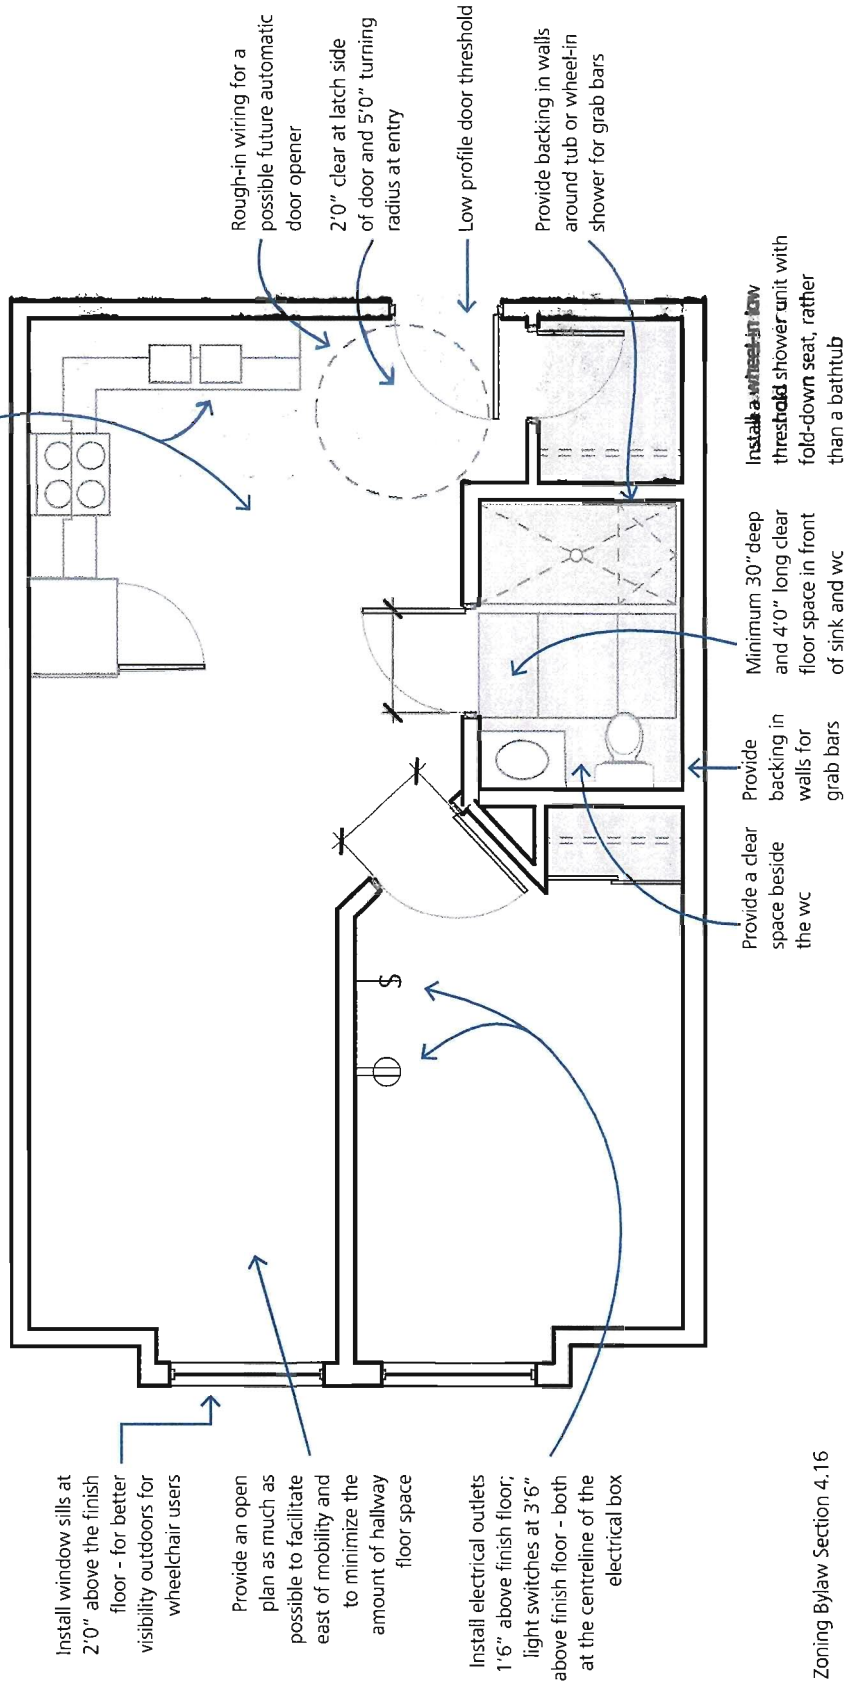 Rough-in wiring for a
possible future automatic
door opener
2'0" clear at latch side
of door and 5'0" turning
radius at entry
Low profile door threshold
Provide backing in walls
around tub or wheel-in
shower for grab bars
Install a wheel-in low
threshold shower unit with
fold-down seat, rather
than a bathtub
Minimum 30" deep
and 4'0" long clear
floor space in front
of sink and wc
Provide
backing in
walls for
grab bars
Provide a clear
space beside
the wc
S
Install window sills at
2'0" above the finish
floor - for better
visibility outdoors for
wheelchair users
Provide an open
plan as much as
possible to facilitate
east of mobility and
to minimize the
amount of hallway
floor space
Install electrical outlets
1'6" above finish floor;
light switches at 3'6"
above finish floor - both
at the centreline of the
electrical box
Zoning Bylaw Section 4.16